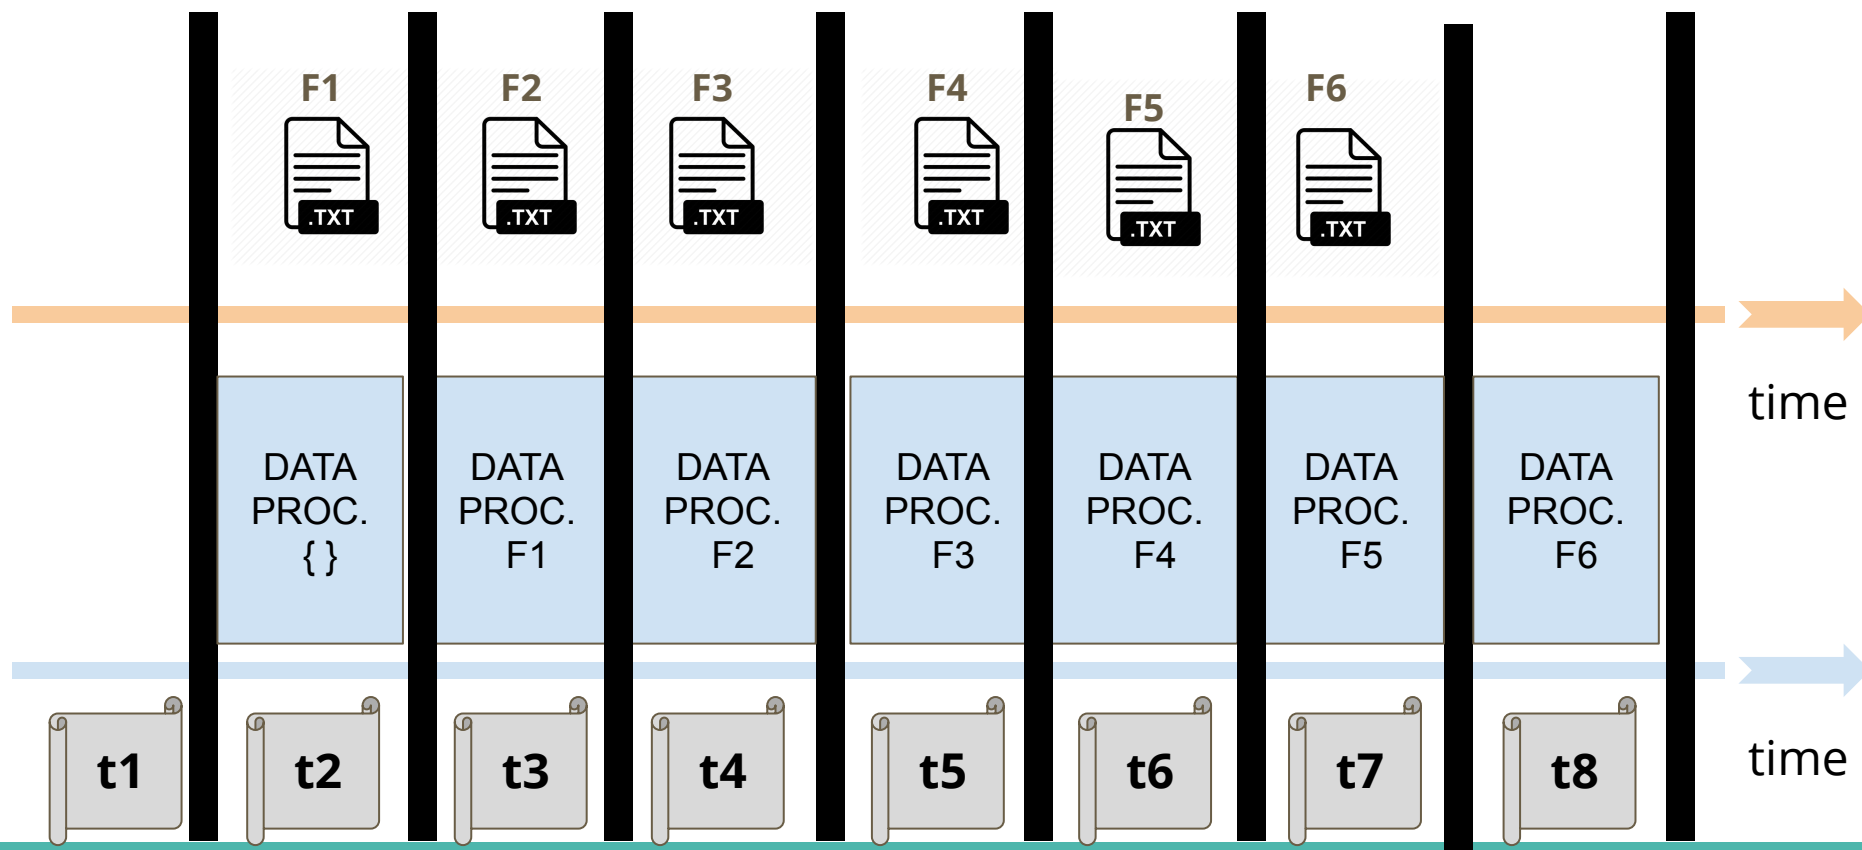 F1
F2
F3
F4
F5
F6
.TXT
.TXT
.TXT
.TXT
.TXT
.TXT
time
DATA
PROC.
{ }
DATA
PROC.
F1
DATA
PROC.
F2
DATA
PROC.
F3
DATA
PROC.
F4
DATA
PROC.
F5
DATA
PROC.
F6
t1
t2
t3
t4
t5
t6
t7
t8
time